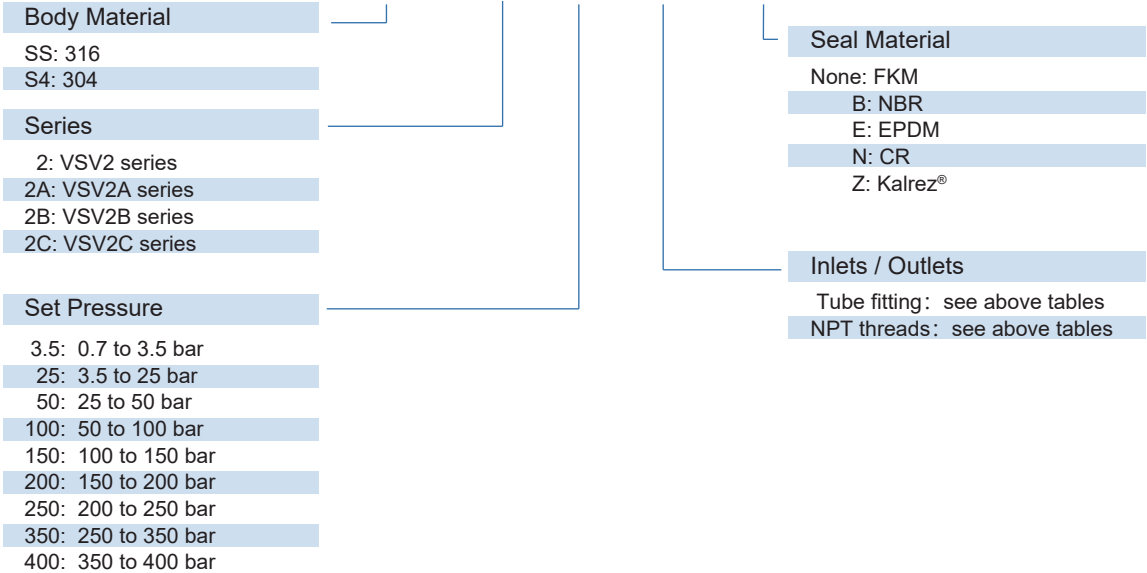 Body Material
SS: 316
S4: 304
Series
2: VSV2 series
2A: VSV2A series
2B: VSV2B series
2C: VSV2C series
Set Pressure
3.5: 0.7 to 3.5 bar
25: 3.5 to 25 bar
50: 25 to 50 bar
100: 50 to 100 bar
150: 100 to 150 bar
200: 150 to 200 bar
250: 200 to 250 bar
350: 250 to 350 bar
400: 350 to 400 bar
Seal Material
None: FKM
B: NBR
E: EPDM
N: CR
Z: Kalrez®
Inlets / Outlets
Tube fitting：see above tables
NPT threads：see above tables